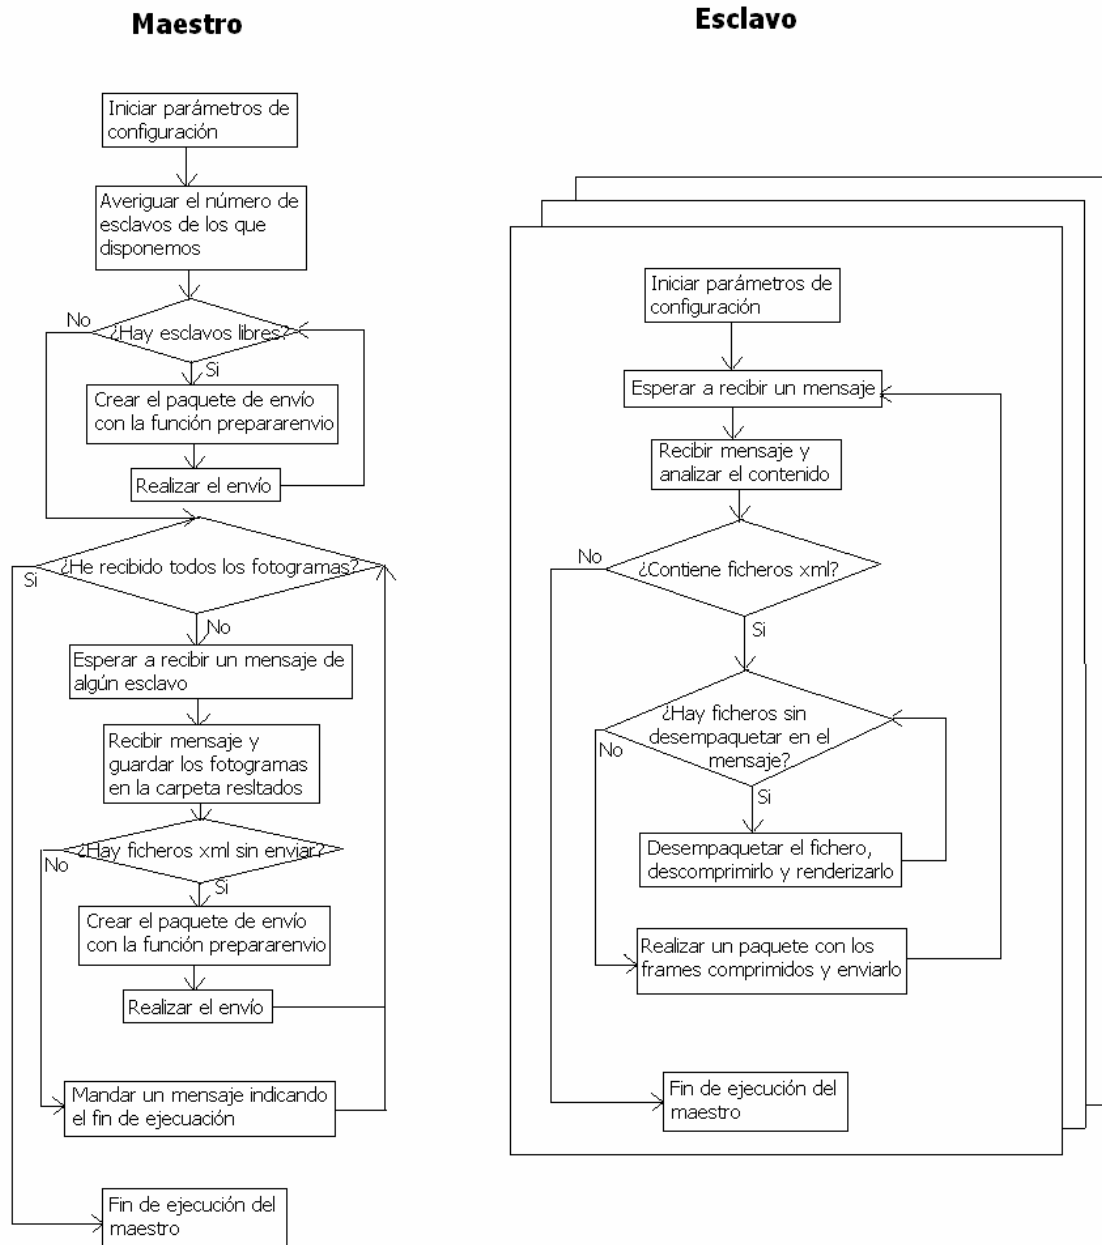 Maestro
Iniciar parámetros de
configuración
Averiguar el número de
esclavos de los que
disponemos
No
¿Hay esclavos libres?
Si
Crear el paquete de envío
con la función prepararenvio
Realizar el envío
¿He recibido todos los fotogramas?
Si
No
Esperar a recibir un mensaje de
algún esclavo
Recibir mensaje y
guardar los fotogramas
en la carpeta resltados
¿Hay ficheros xml sin enviar?
No
Si
Crear el paquete de envío
con la función prepararenvio
Realizar el envío
Mandar un mensaje indicando
el fin de ejecuación
Fin de ejecución del
maestro
Esclavo
Iniciar parámetros de
configuración
Esperar a recibir un mensaje
Recibir mensaje y
analizar el contenido
No
¿Contiene ficheros xml?
Si
¿Hay ficheros sin
desempaquetar en el
mensaje?
No
Si
Desempaquetar el fichero,
descomprimirlo y renderizarlo
Realizar un paquete con los
frames comprimidos y enviarlo
Fin de ejecución del
maestro